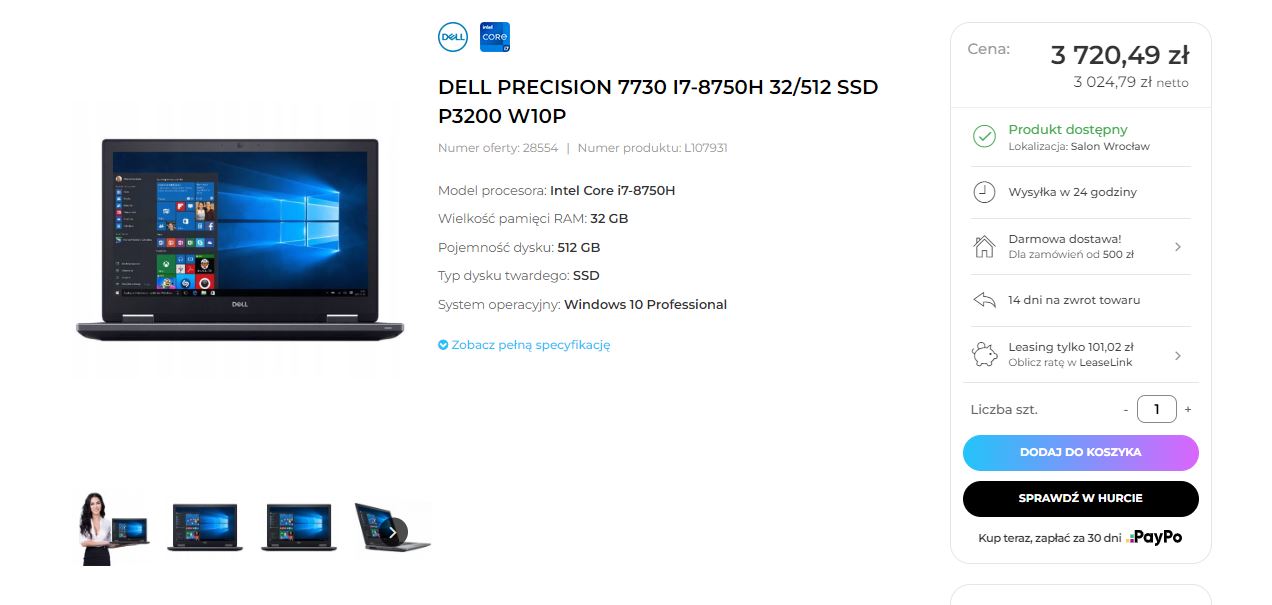 DELL
intel
CORE
i7
DELL PRECISION 7730 I7-8750H 32/512 SSD
P3200 W10P
Numer oferty: 28554 | Numer produktu: L107931
Model procesora: Intel Core i7-8750H
Wielkość pamięci RAM: 32 GB
Pojemność dysku: 512 GB
Typ dysku twardego: SSD
System operacyjny: Windows 10 Professional
Zobacz pełną specyfikację
DELL
Cena: 3 720,49 zł
3 024,79 zł netto
Produkt dostępny
Lokalizacja: Salon Wrocław
Wysyłka w 24 godziny
Darmowa dostawa!
Dla zamówień od 500 zł
14 dni na zwrot towaru
Leasing tylko 101,02 zł
Oblicz ratę w LeaseLink
Liczba szt. - 1 +
DODAJ DO KOSZYKA
SPRAWDŹ W HURCIE
Kup teraz, zapłać za 30 dni PayPo